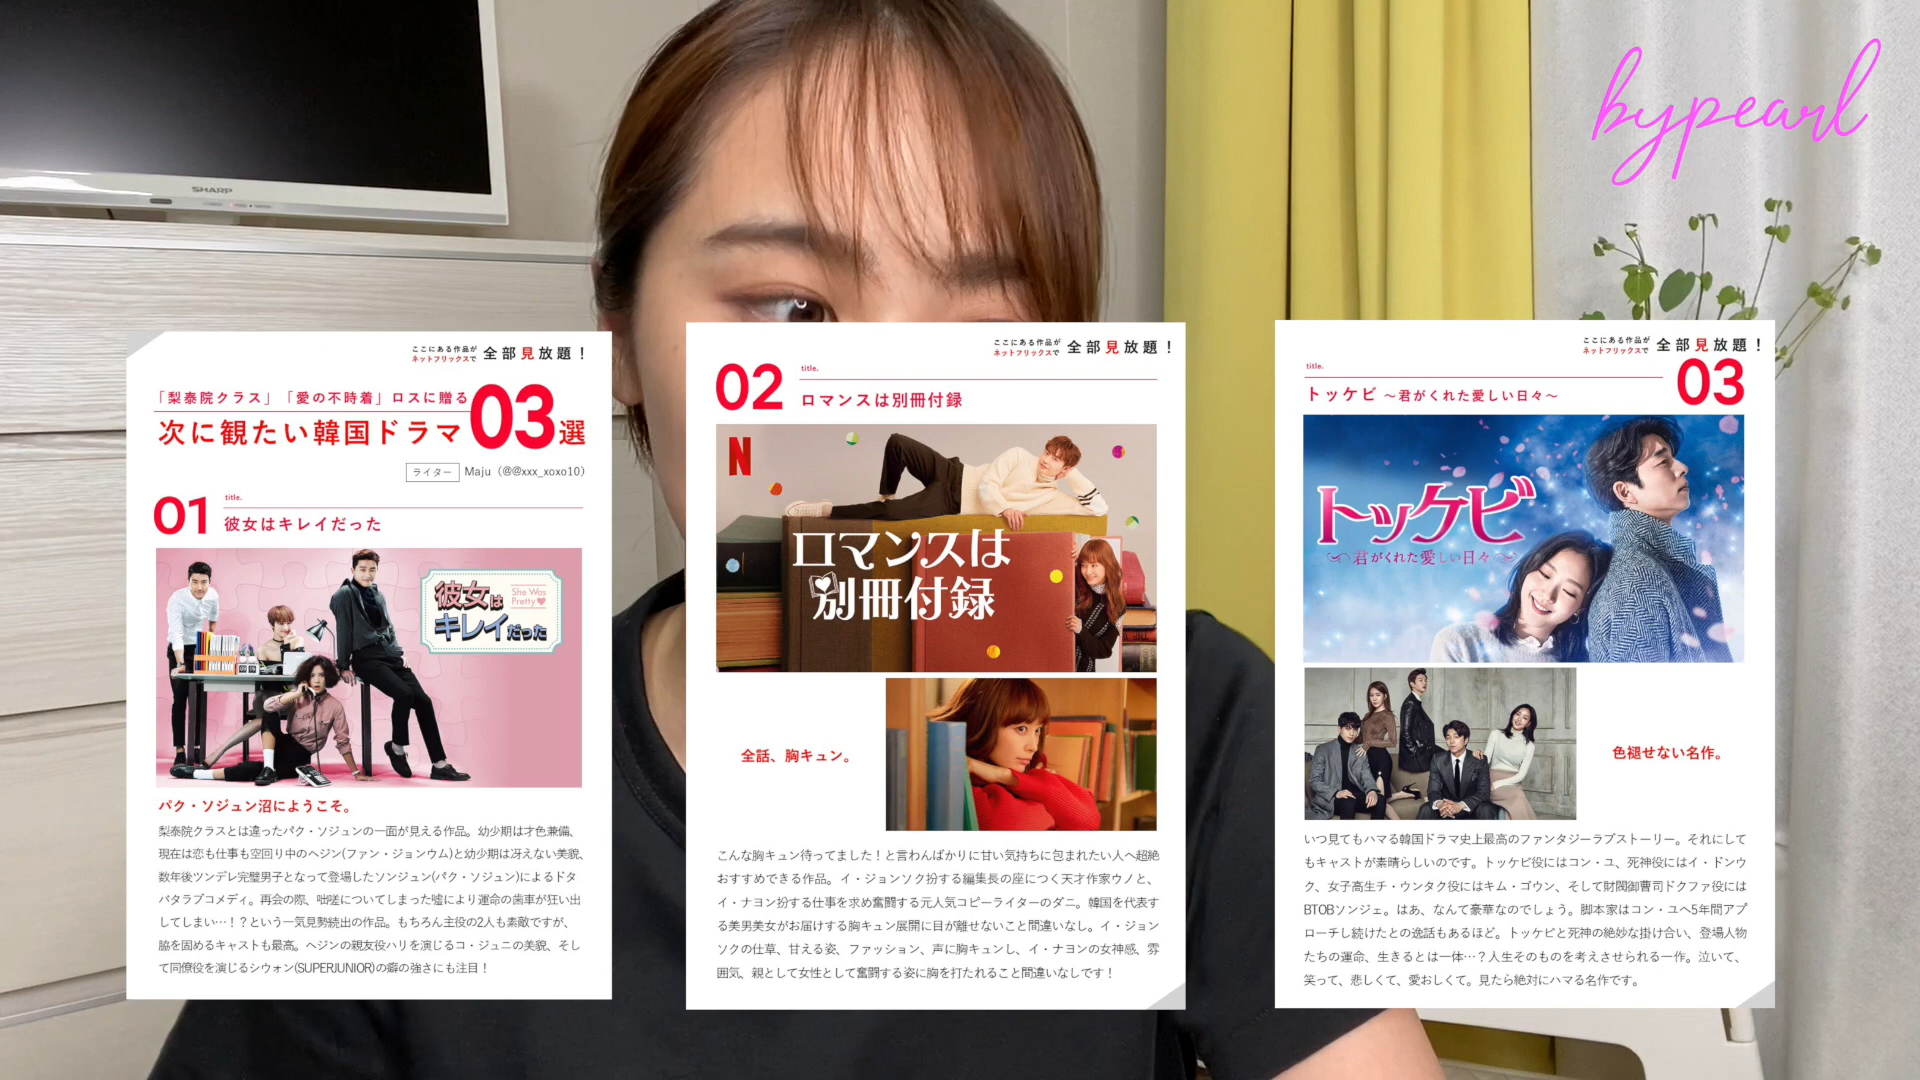 SHARP
bypearl
ここにある作品が
ネットフリックスで 全部見放題！
「梨泰院クラス」「愛の不時着」ロスに贈る
次に観たい韓国ドラマ 03選
ライター Maju（@@xxx_xoxo10）
01 title.
彼女はキレイだった
彼女は
キレイだった
She Was
Pretty
パク・ソジュン沼にようこそ。
梨泰院クラスとは違ったパク・ソジュンの一面が見える作品。幼少期は才色兼備、
現在は恋も仕事も空回り中のヘジン(ファン・ジョンウム)と幼少期は冴えない美貌、
数年後ツンデレ完璧男子となって登場したソンジュン(パク・ソジュン)によるドタ
バタラブコメディ。再会の際、咄嗟についてしまった嘘により運命の歯車が狂い出
してしまい…！？という一気見勢続出の作品。もちろん主役の2人も素敵ですが、
脇を固めるキャストも最高。ヘジンの親友役ハリを演じるコ・ジュニの美貌、そし
て同僚役を演じるシウォン(SUPERJUNIOR)の癖の強さにも注目！
ここにある作品が
ネットフリックスで 全部見放題！
02 title.
ロマンスは別冊付録
N
ロマンスは
別冊付録
全話、胸キュン。
こんな胸キュン待ってました！と言わんばかりに甘い気持ちに包まれたい人へ超絶
おすすめできる作品。イ・ジョンソク扮する編集長の座につく天才作家ウノと、
イ・ナヨン扮する仕事を求め奮闘する元人気コピーライターのダニ。韓国を代表す
る美男美女がお届けする胸キュン展開に目が離せないこと間違いなし。イ・ジョン
ソクの仕草、甘える姿、ファッション、声に胸キュンし、イ・ナヨンの女神感、雰
囲気、親として女性として奮闘する姿に胸を打たれること間違いなしです！
ここにある作品が
ネットフリックスで 全部見放題！
title.
トッケビ ～君がくれた愛しい日々～ 03
トッケビ
君がくれた愛しい日々
色褪せない名作。
いつ見てもハマる韓国ドラマ史上最高のファンタジーラブストーリー。それにして
もキャストが素晴らしいのです。トッケビ役にはコン・ユ、死神役にはイ・ドンウ
ク、女子高生チ・ウンタク役にはキム・ゴウン、そして財閥御曹司ドクファ役には
BTOBソンジェ。はあ、なんて豪華なのでしょう。脚本家はコン・ユへ5年間アプ
ローチし続けたとの逸話もあるほど。トッケビと死神の絶妙な掛け合い、登場人物
たちの運命、生きるとは一体…？人生そのものを考えさせられる一作。泣いて、
笑って、悲しくて、愛おしくて。見たら絶対にハマる名作です。